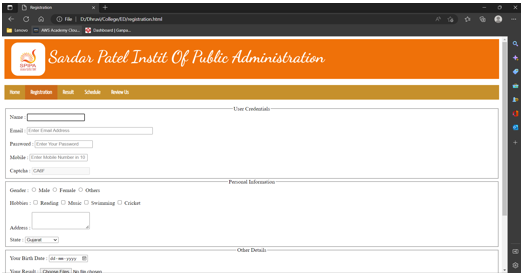 Registration
File | D:/Dhruvi/College/ED/registration.html
Lenovo AWS Academy Clou... Dashboard | Ganpa...
SPIPA
Sardar Patel Instit Of Public Administration
Home Registration Result Schedule Review Us
User Credentials
Name :
Email : Enter Email Address
Password : Enter Your Password
Mobile : Enter Mobile Number in 10
Captcha :
Personal Information
Gender : Male Female Others
Hobbies : Reading Music Swimming Cricket
Address :
State : Gujarat
Other Details
Your Birth Date : dd-mm-yyyy
Your Result : Choose Files No file chosen